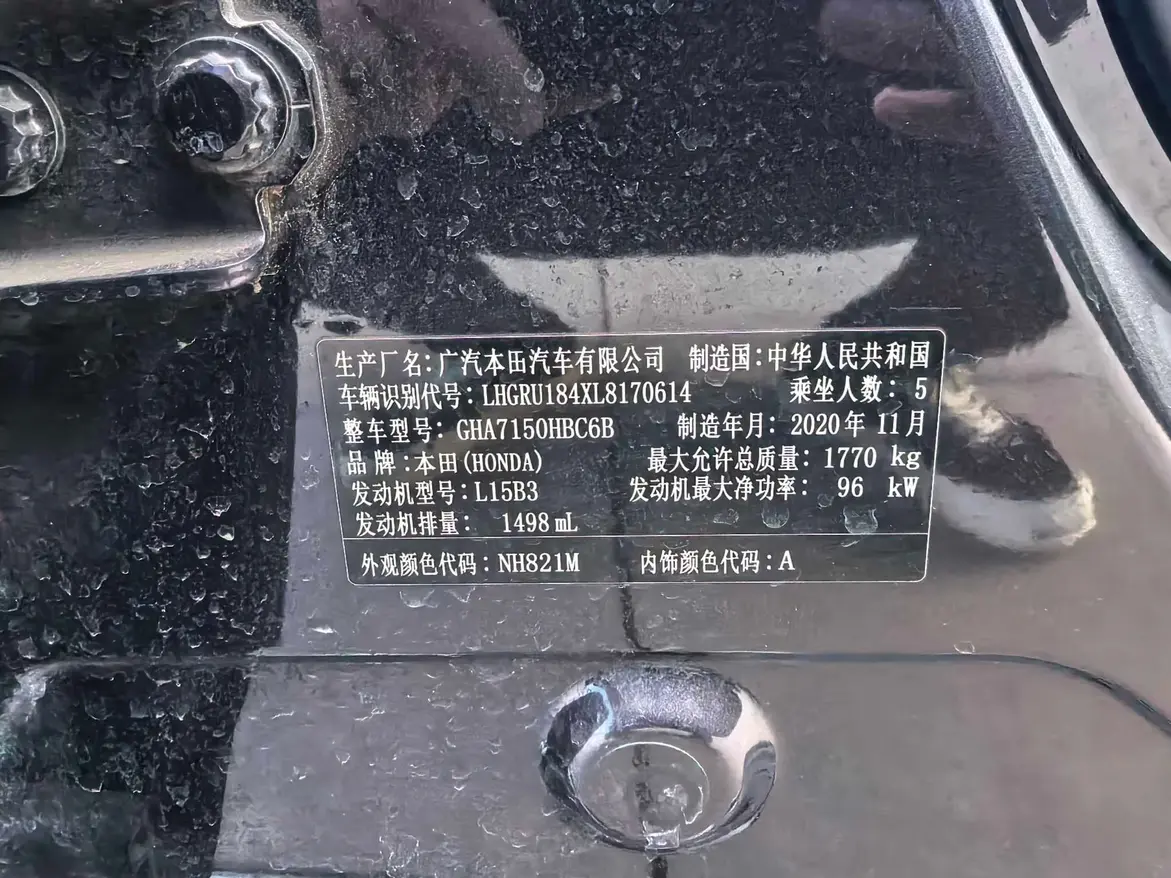 生产厂名：广汽本田汽车有限公司 制造国：中华人民共和国
车辆识别代号：LHGRU184XL8170614 乘坐人数：5
整车型号：GHA7150HBC6B 制造年月：2020年11月
品牌：本田(HONDA) 最大允许总质量：1770 kg
发动机型号：L15B3 发动机最大净功率：96 kW
发动机排量：1498mL
外观颜色代码：NH821M 内饰颜色代码：A